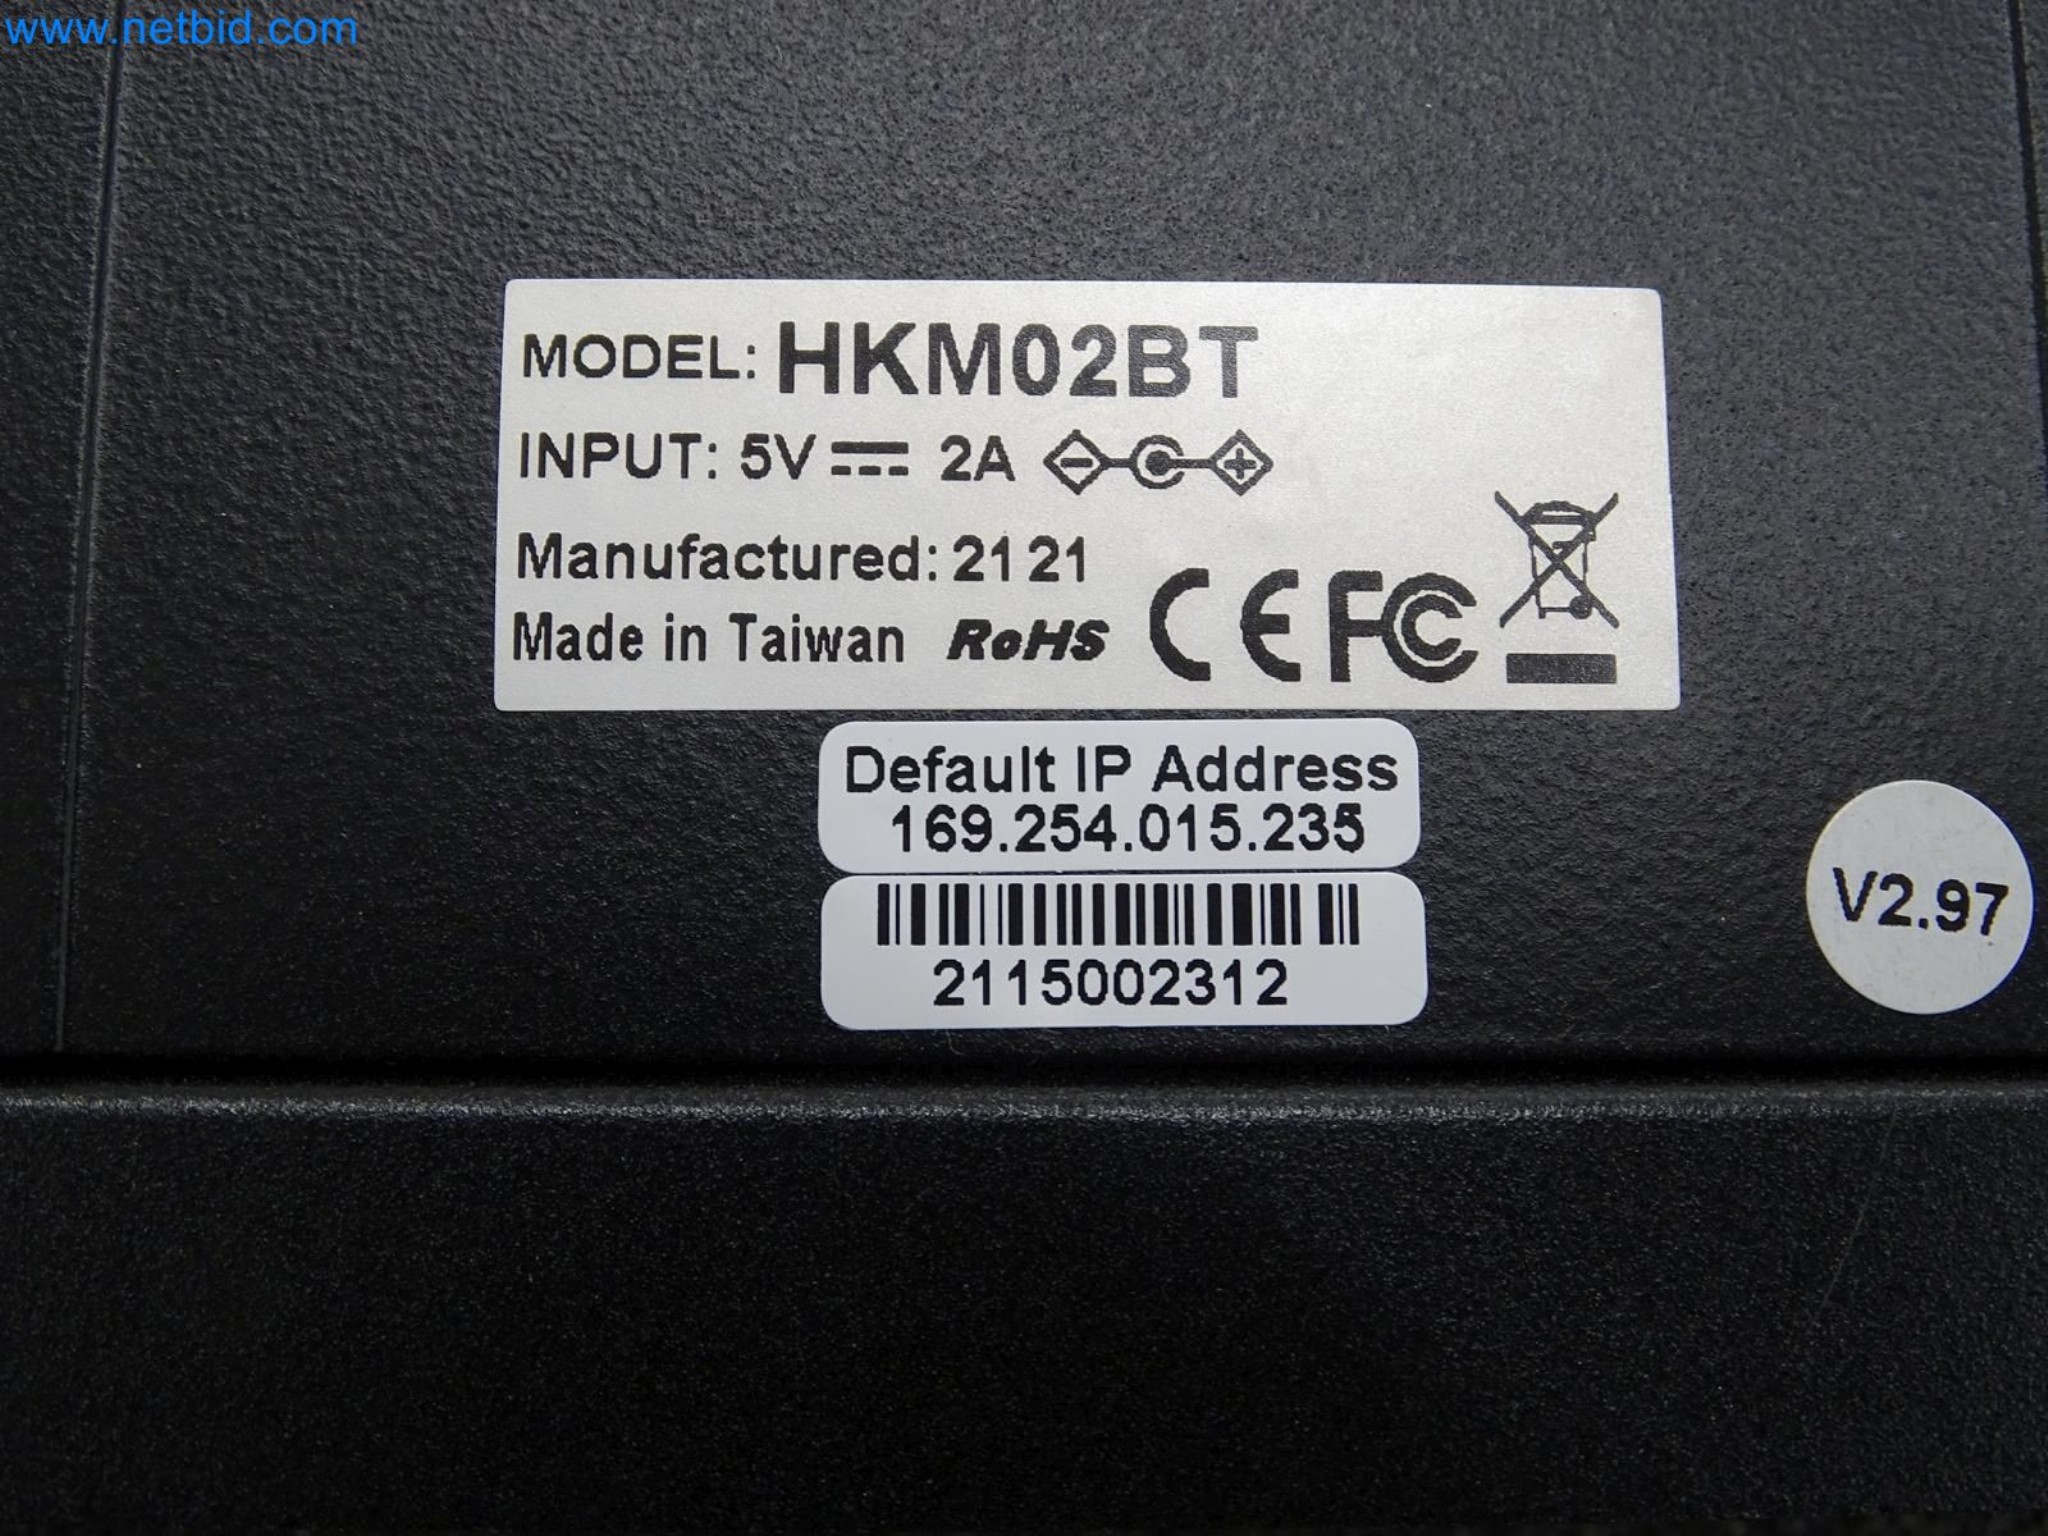 www.netbid.com
MODEL: HKM02BT
INPUT: 5V 2A
Manufactured: 21 21
Made in Taiwan RoHS CE FC
Default IP Address
169.254.015.235
2115002312
V2.97